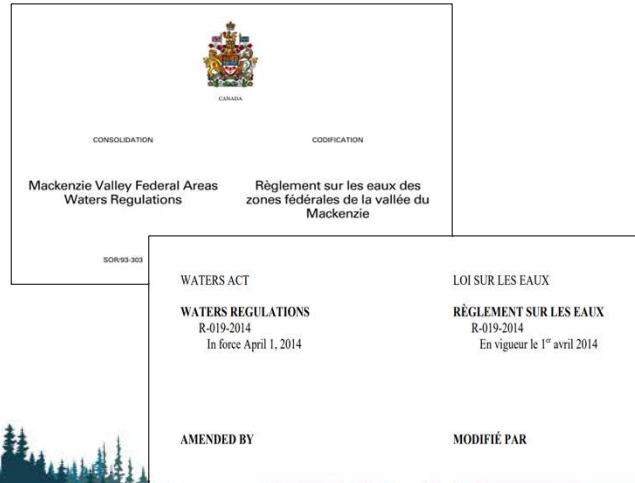 CANADA
CONSOLIDATION
CODIFICATION
Mackenzie Valley Federal Areas
Waters Regulations
Règlement sur les eaux des
zones fédérales de la vallée du
Mackenzie
SOR/93-303
WATERS ACT
WATERS REGULATIONS
R-019-2014
In force April 1, 2014
AMENDED BY
LOI SUR LES EAUX
RÈGLEMENT SUR LES EAUX
R-019-2014
En vigueur le 1er avril 2014
MODIFIÉ PAR